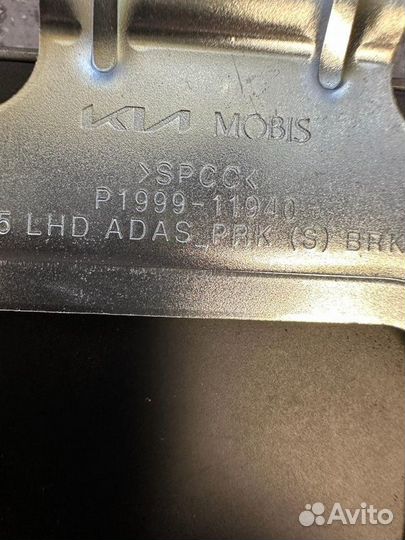 KIA MOBIS
>SPCC<
P1999-11940
5 LHD ADAS_PRK (S) BRK
Avito